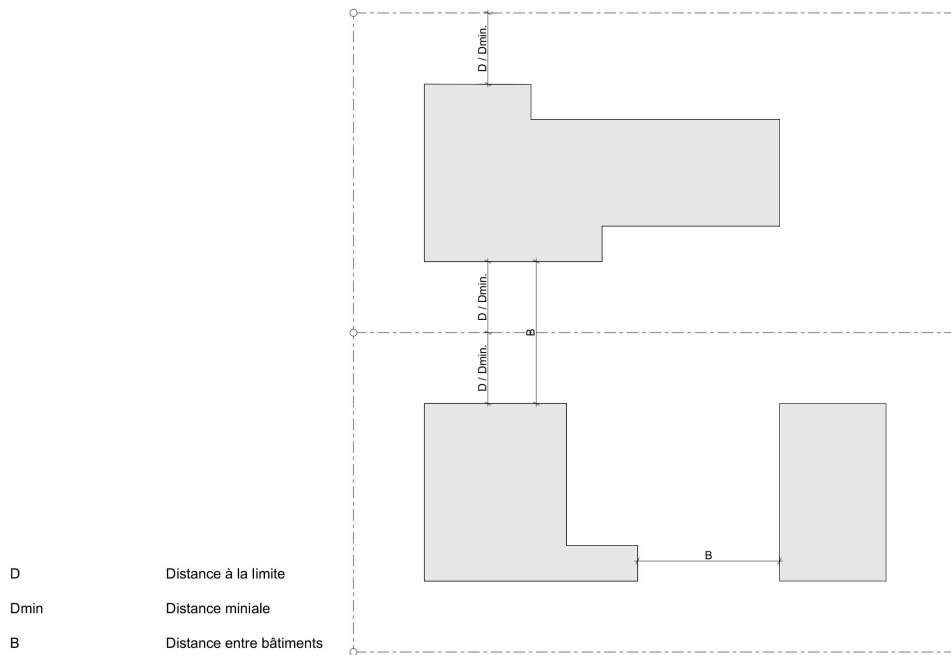 D / Dmin.
D / Dmin.
B
D / Dmin.
B
D Distance à la limite
Dmin Distance miniale
B Distance entre bâtiments